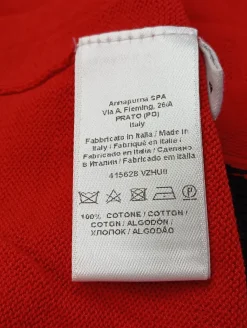 Annapurna SPA
Via A. Fleming, 26/A
PRATO (PO)
Italy
Fabbricato in Italia / Made in
Italy / Fabriqué en Italie /
Fabricado en Italia / Сделано
в Италии / Fabricado em Itália
415628 VZHU0
100% COTONE / COTTON /
COTON / ALGODÓN /
ХЛОПОК / ALGODÃO